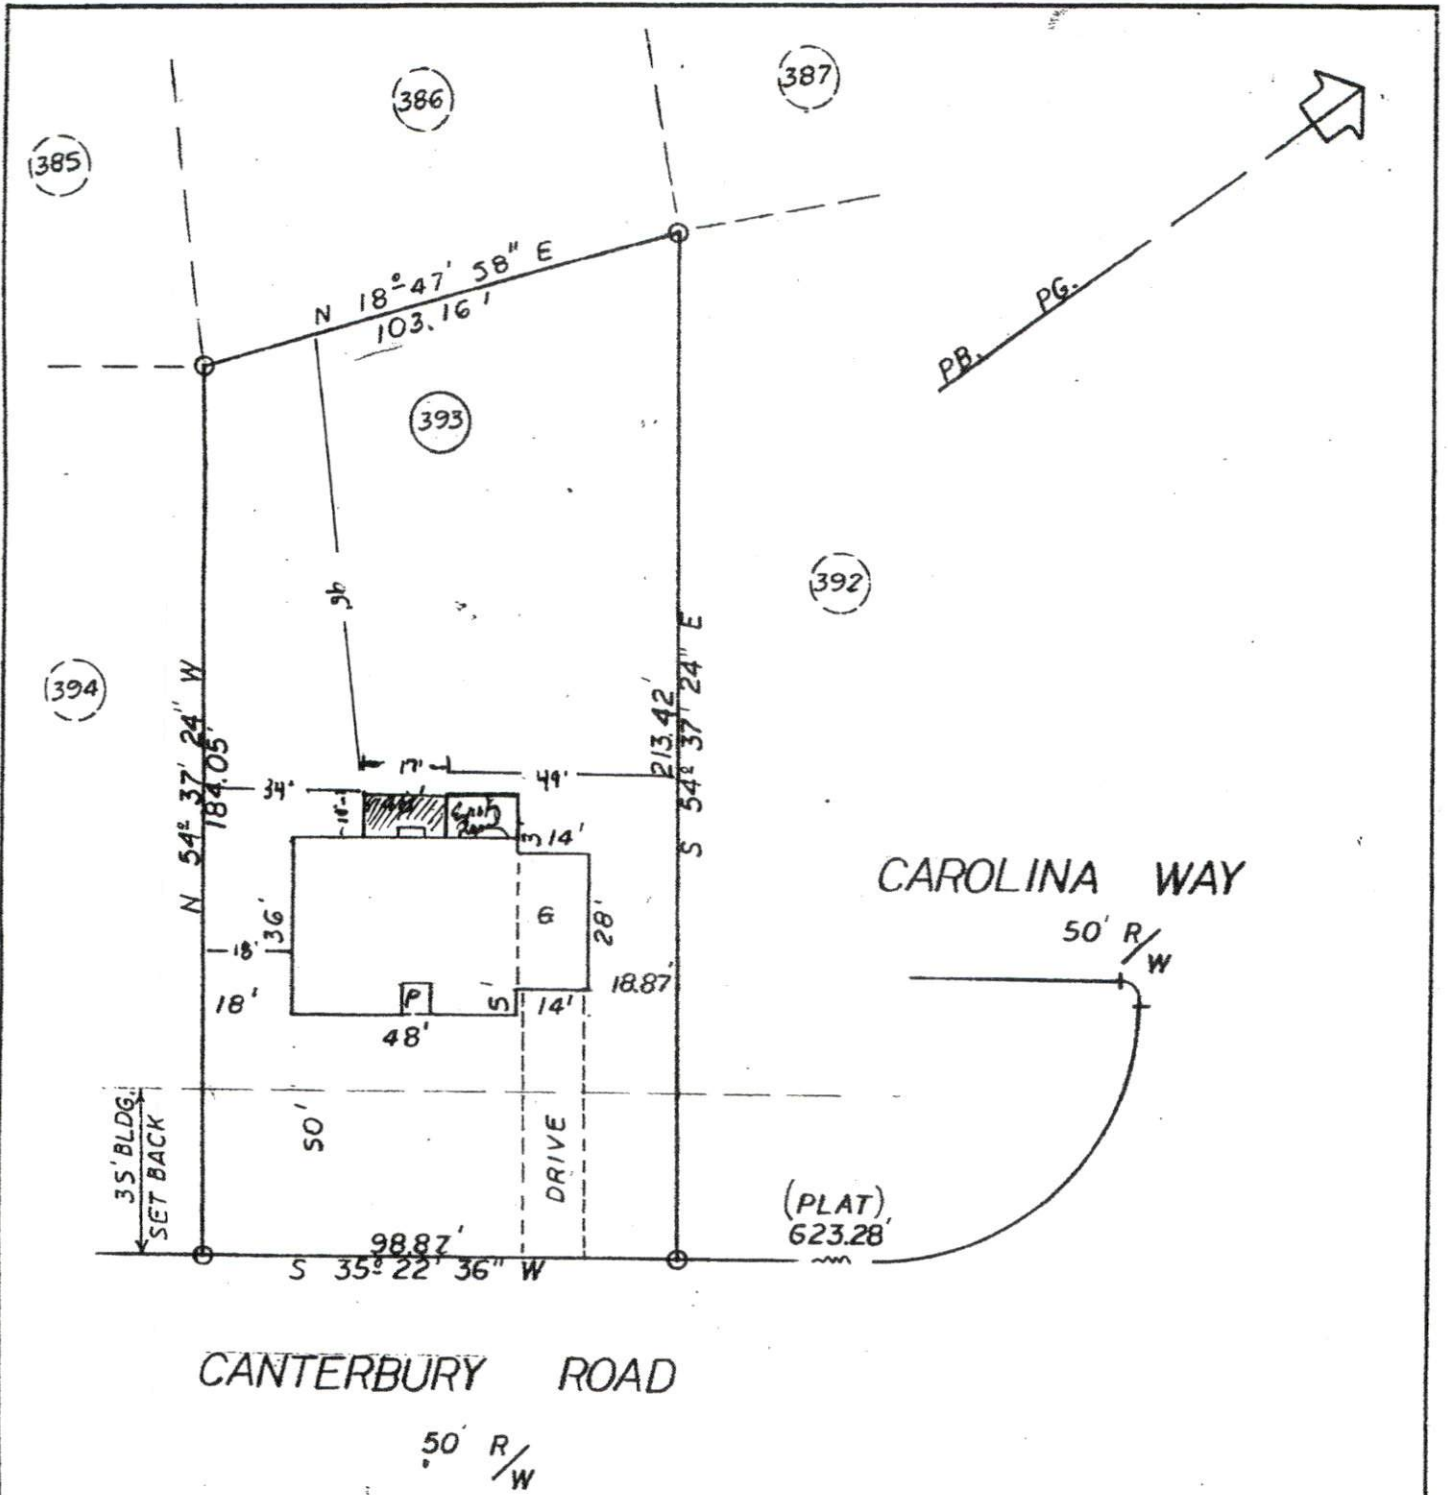 387
386
385
N 18°-47' 58" E
103.16'
PB. PG.
393
392
394
N 54° 37' 24" W
184.05'
213.42'
S 54° 37' 24" E
17'
49'
34'
3
14'
CAROLINA WAY
50' R/W
36'
G
28'
18'
18'
P
5'
14'
18.87'
48'
35' BLDG.
SET BACK
50'
DRIVE
(PLAT)
623.28'
98.87'
S 35° 22' 36" W
CANTERBURY ROAD
50' R/W